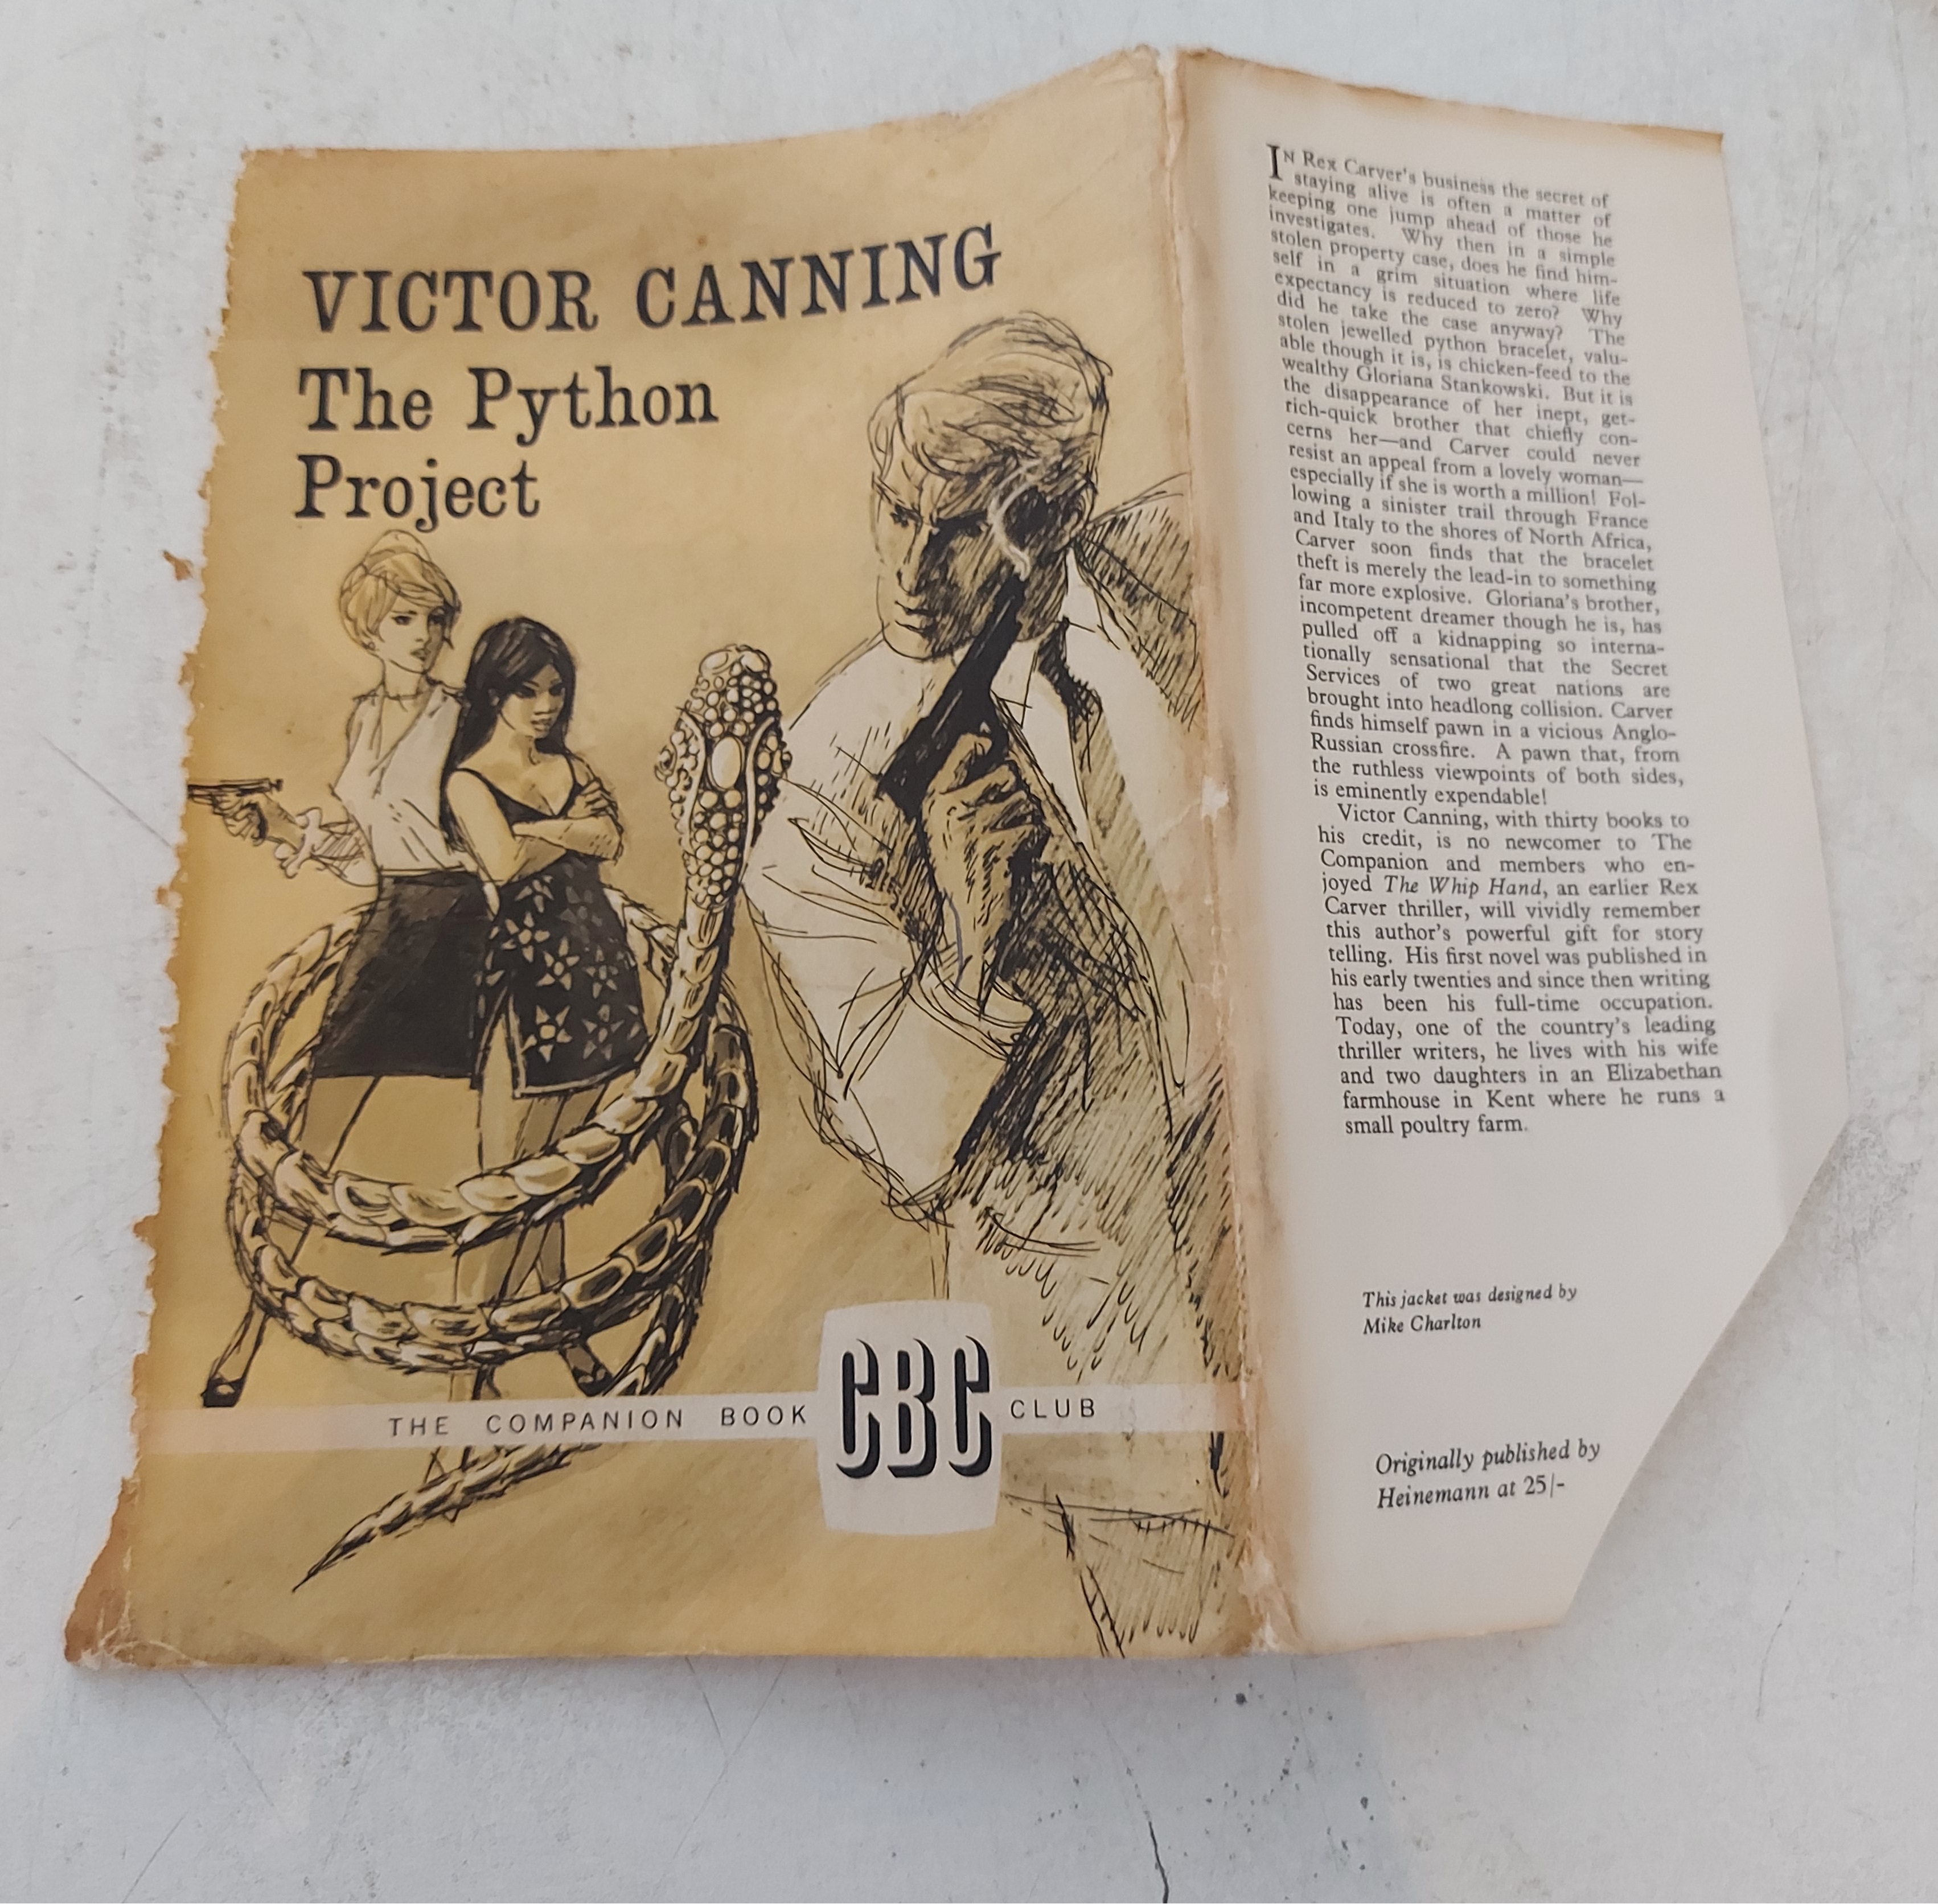 VICTOR CANNING
The Python
Project
THE COMPANION BOOK CBC CLUB
IN Rex Carver's business the secret of
staying alive is often a matter of
keeping one jump ahead of those he
investigates. Why then in a simple
stolen property case, does he find him-
self in a grim situation where life
expectancy is reduced to zero? Why
did he take the case anyway? The
stolen jewelled python bracelet, valu-
able though it is, is chicken-feed to the
wealthy Gloriana Stankowski. But it is
the disappearance of her inept, get-
rich-quick brother that chiefly con-
cerns her—and Carver could never
resist an appeal from a lovely woman—
especially if she is worth a million! Fol-
lowing a sinister trail through France
and Italy to the shores of North Africa,
Carver soon finds that the bracelet
theft is merely the lead-in to something
far more explosive. Gloriana's brother,
incompetent dreamer though he is, has
pulled off a kidnapping so interna-
tionally sensational that the Secret
Services of two great nations are
brought into headlong collision. Carver
finds himself pawn in a vicious Anglo-
Russian crossfire. A pawn that, from
the ruthless viewpoints of both sides,
is eminently expendable!
Victor Canning, with thirty books to
his credit, is no newcomer to The
Companion and members who en-
joyed The Whip Hand, an earlier Rex
Carver thriller, will vividly remember
this author's powerful gift for story
telling. His first novel was published in
his early twenties and since then writing
has been his full-time occupation.
Today, one of the country's leading
thriller writers, he lives with his wife
and two daughters in an Elizabethan
farmhouse in Kent where he runs a
small poultry farm.
This jacket was designed by
Mike Charlton
Originally published by
Heinemann at 25/-